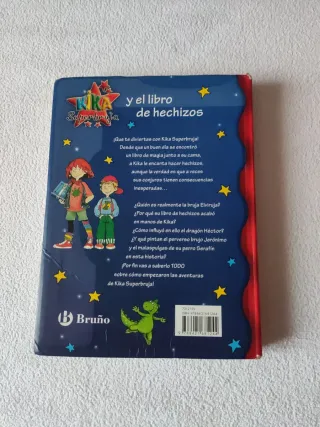 KIKA
Superbruja
y el libro
de hechizos
¡Que te diviertas con Kika Superbruja!
Desde que un buen día se encontró
un libro de magia junto a su cama,
a Kika le encanta hacer hechizos,
aunque la verdad es que a veces
sus conjuros tienen consecuencias
inesperadas...
¿Quién es realmente la bruja Elviruja?
¿Por qué su libro de hechizos acabó
en manos de Kika?
¿Cómo influyó en ello el dragón Héctor?
¿Y qué pintan el perverso brujo Jerónimo
y el malaspulgas de su perro Serafín
en esta historia?
¡Por fin vas a saberlo TODO
sobre cómo empezaron las aventuras
de Kika Superbruja!
Bruño